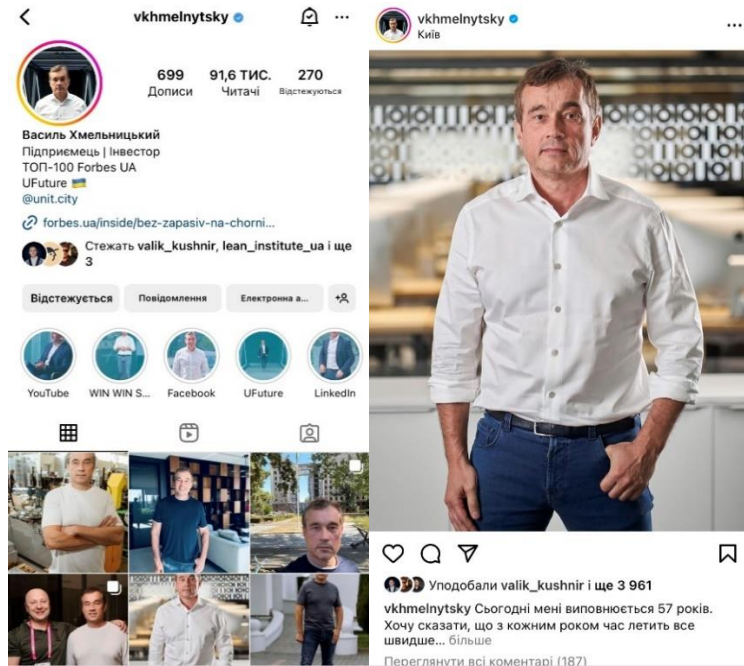 vkhmelnytsky
699 91,6 ТИС. 270
Дописи Читачі Відстежуються
Василь Хмельницький
Підприємець | Інвестор
ТОП-100 Forbes UA
UFuture 🇺🇦
@unit.city
forbes.ua/inside/bez-zapasiv-na-chorni...
Стежать valik_kushnir, lean_institute_ua і ще
3
Відстежується Повідомлення Електронна а...
YouTube WIN WIN S... Facebook UFuture LinkedIn
vkhmelnytsky
Київ
Уподобали valik_kushnir і ще 3 961
vkhmelnytsky Сьогодні мені виповнюється 57 років.
Хочу сказати, що з кожним роком час летить все
швидше... більше
Переглянути всі коментарі (187)